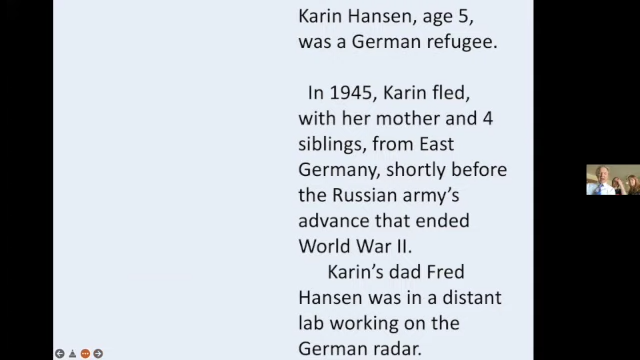 Karin Hansen, age 5,
was a German refugee.
In 1945, Karin fled,
with her mother and 4
siblings, from East
Germany, shortly before
the Russian army's
advance that ended
World War II.
Karin's dad Fred
Hansen was in a distant
lab working on the
German radar.